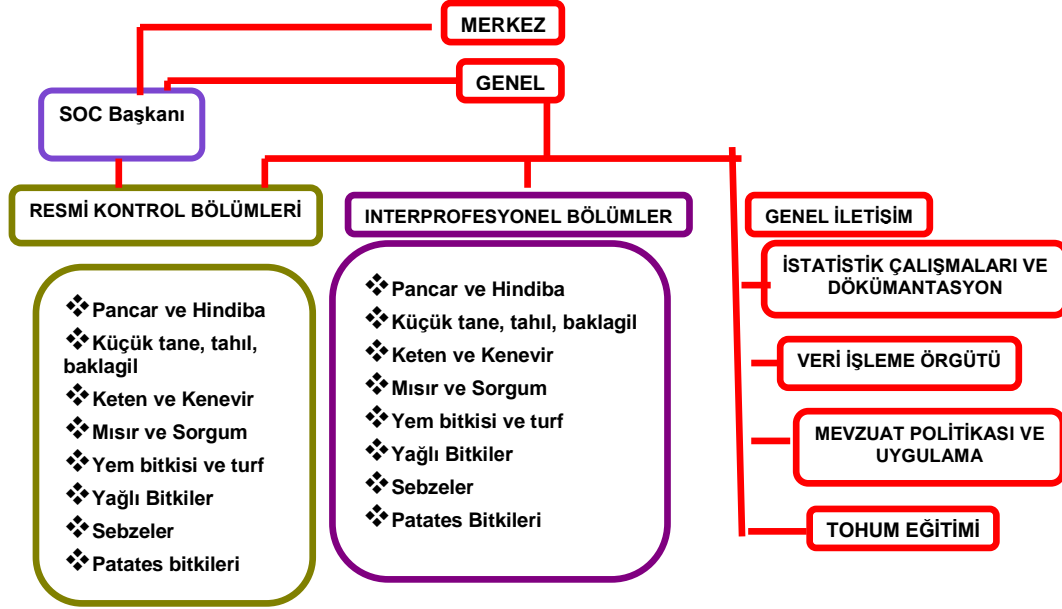 MERKEZ
GENEL
SOC Başkanı
RESMİ KONTROL BÖLÜMLERİ
INTERPROFESYONEL BÖLÜMLER
GENEL İLETİSİM
❖Pancar ve Hindiba
❖Küçük tane, tahıl,
baklagil
❖Keten ve Kenevir
❖Mısır ve Sorgum
❖Yem bitkisi ve turf
❖Yağlı Bitkiler
❖Sebzeler
❖Patates bitkileri
❖Pancar ve Hindiba
❖Küçük tane, tahıl, baklagil
❖Keten ve Kenevir
❖Mısır ve Sorgum
❖Yem bitkisi ve turf
❖Yağlı Bitkiler
❖Sebzeler
❖Patates Bitkileri
İSTATİSTİK ÇALIŞMALARI VE
DÖKÜMANTASYON
VERİ İŞLEME ÖRGÜTÜ
MEVZUAT POLİTİKASI VE
UYGULAMA
TOHUM EĞİTİMİ